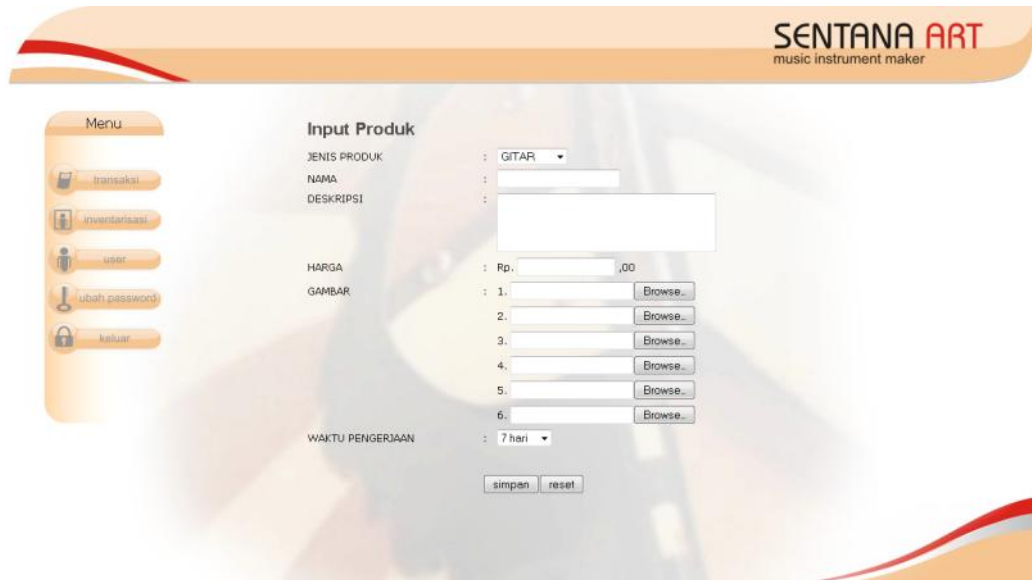 SENTANA ART
music instrument maker
Menu
transaksi
inventarisasi
user
ubah password
keluar
Input Produk
JENIS PRODUK : GITAR
NAMA :
DESKRIPSI :
HARGA : Rp. ,00
GAMBAR : 1. Browse..
2. Browse..
3. Browse..
4. Browse..
5. Browse..
6. Browse..
WAKTU PENGERJAAN : 7 hari
simpan reset